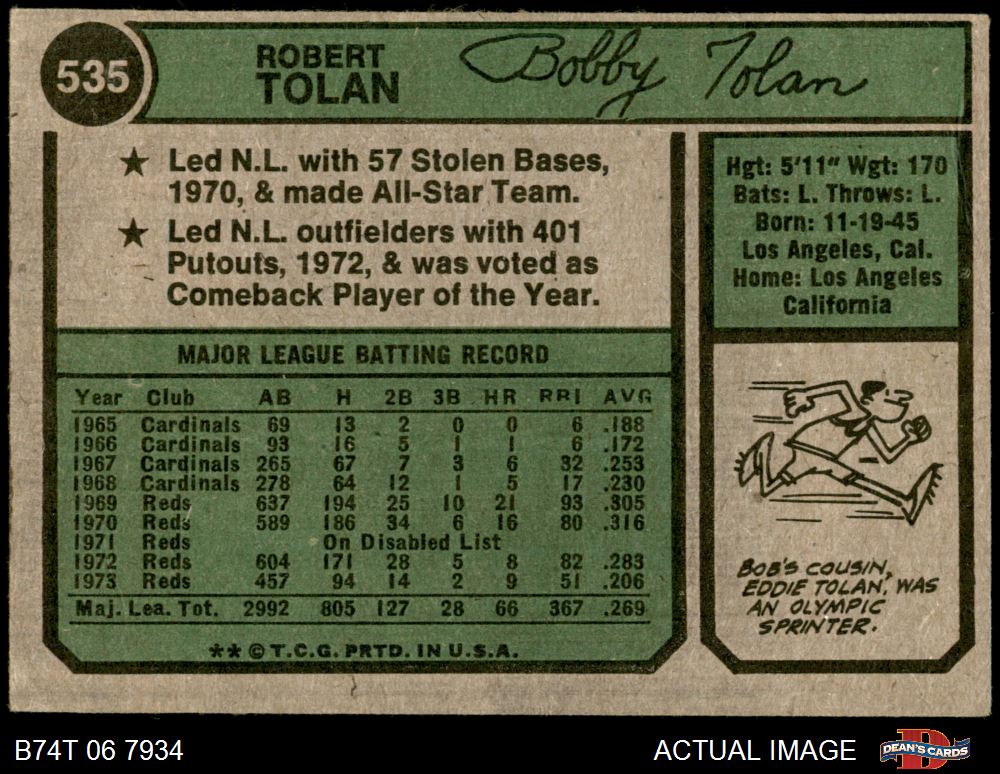 535
ROBERT
TOLAN
Bobby Tolan
★ Led N.L. with 57 Stolen Bases,
1970, & made All-Star Team.
★ Led N.L. outfielders with 401
Putouts, 1972, & was voted as
Comeback Player of the Year.
Hgt: 5'11" Wgt: 170
Bats: L. Throws: L.
Born: 11-19-45
Los Angeles, Cal.
Home: Los Angeles
California
MAJOR LEAGUE BATTING RECORD
Year Club AB H 2B 3B HR RBI AVG
1965 Cardinals 69 13 2 0 0 6 .188
1966 Cardinals 93 16 5 1 1 6 .172
1967 Cardinals 265 67 7 3 6 32 .253
1968 Cardinals 278 64 12 1 5 17 .230
1969 Reds 637 194 25 10 21 93 .305
1970 Reds 589 186 34 6 16 80 .316
1971 Reds On Disabled List
1972 Reds 604 171 28 5 8 82 .283
1973 Reds 457 94 14 2 9 51 .206
Maj. Lea. Tot. 2992 805 127 28 66 367 .269
** © T.C.G. PRTD. IN U.S.A.
BOB'S COUSIN,
EDDIE TOLAN, WAS
AN OLYMPIC
SPRINTER.
B74T 06 7934
ACTUAL IMAGE
DEAN'S CARDS